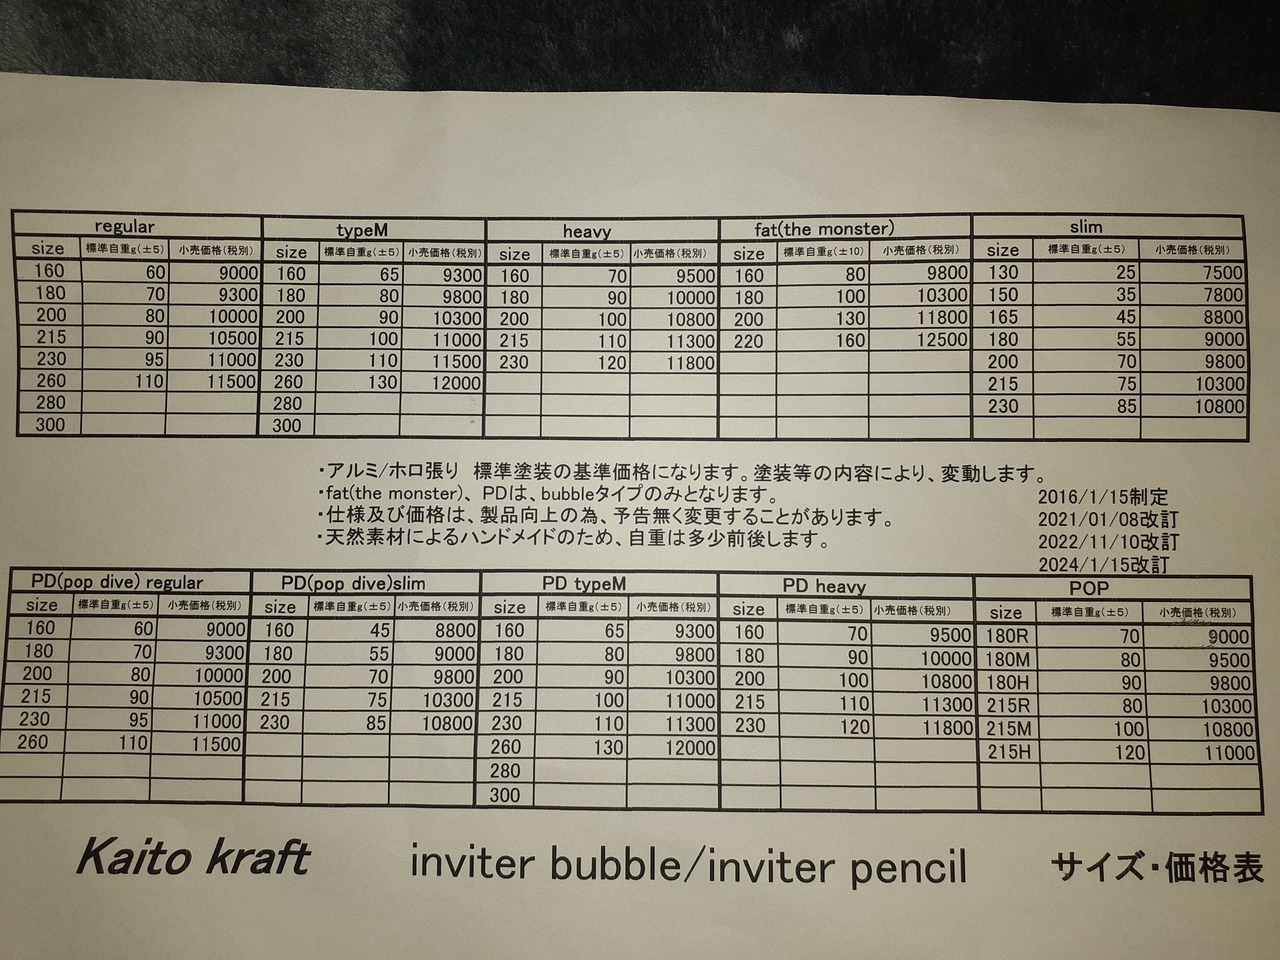 regular typeM heavy fat(the monster) slim
size 標準自重g(±5) 小売価格(税別) size 標準自重g(±5) 小売価格(税別) size 標準自重g(±5) 小売価格(税別) size 標準自重g(±10) 小売価格(税別) size 標準自重g(±5) 小売価格(税別)
160 60 9000 160 65 9300 160 70 9500 160 80 9800 130 25 7500
180 70 9300 180 80 9800 180 90 10000 180 100 10300 150 35 7800
200 80 10000 200 90 10300 200 100 10800 200 130 11800 165 45 8800
215 90 10500 215 100 11000 215 110 11300 220 160 12500 180 55 9000
230 95 11000 230 110 11500 230 120 11800 200 70 9800
260 110 11500 260 130 12000 215 75 10300
280 280 230 85 10800
300 300
・アルミ/ホロ張り 標準塗装の基準価格になります。塗装等の内容により、変動します。
・fat(the monster)、PDは、bubbleタイプのみとなります。
・仕様及び価格は、製品向上の為、予告無く変更することがあります。
・天然素材によるハンドメイドのため、自重は多少前後します。
2016/1/15制定
2021/01/08改訂
2022/11/10改訂
2024/1/15改訂
PD(pop dive) regular PD(pop dive)slim PD typeM PD heavy POP
size 標準自重g(±5) 小売価格(税別) size 標準自重g(±5) 小売価格(税別) size 標準自重g(±5) 小売価格(税別) size 標準自重g(±5) 小売価格(税別) size 標準自重g(±5) 小売価格(税別)
160 60 9000 160 45 8800 160 65 9300 160 70 9500 180R 70 9000
180 70 9300 180 55 9000 180 80 9800 180 90 10000 180M 80 9500
200 80 10000 200 70 9800 200 90 10300 200 100 10800 180H 90 9800
215 90 10500 215 75 10300 215 100 11000 215 110 11300 215R 80 10300
230 95 11000 230 85 10800 230 110 11300 230 120 11800 215M 100 10800
260 110 11500 260 130 12000 215H 120 11000
280
300
Kaito kraft inviter bubble/inviter pencil サイズ・価格表